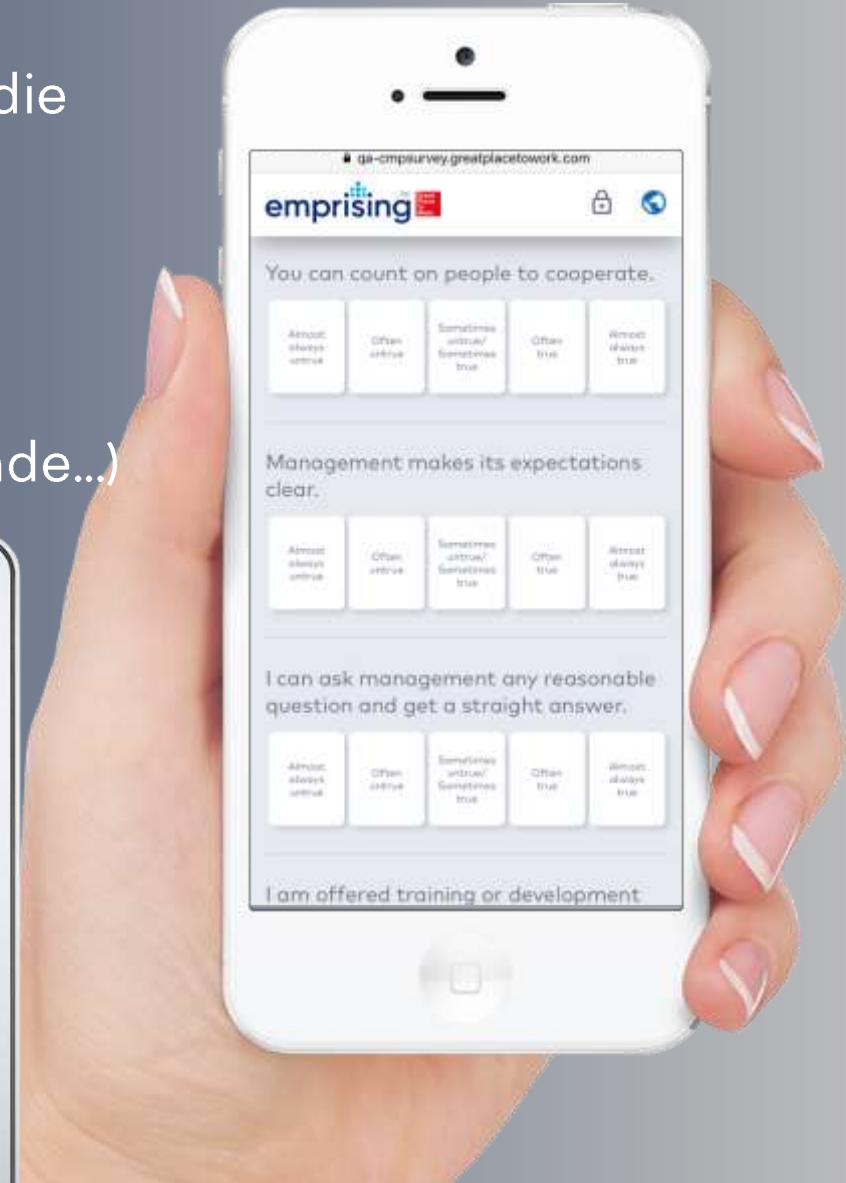 die
nde...)
qa-cmpsurvey.greatplacetowork.com
emprising
Great
Place
To
Work
You can count on people to cooperate.
Almost always untrue
Often untrue
Sometimes untrue/ Sometimes true
Often true
Almost always true
Management makes its expectations
clear.
Almost always untrue
Often untrue
Sometimes untrue/ Sometimes true
Often true
Almost always true
I can ask management any reasonable
question and get a straight answer.
Almost always untrue
Often untrue
Sometimes untrue/ Sometimes true
Often true
Almost always true
I am offered training or development